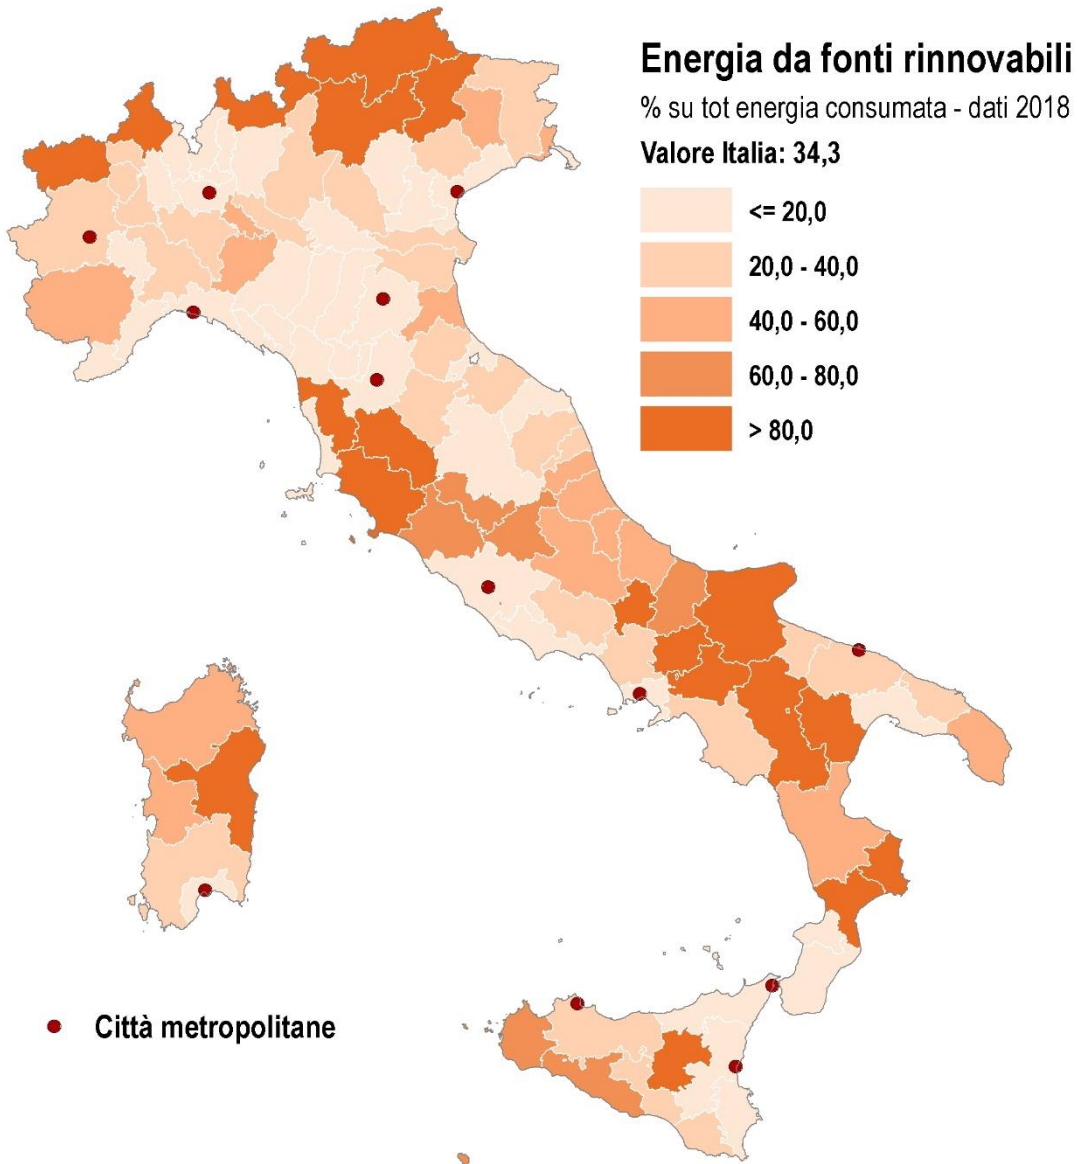 Energia da fonti rinnovabili
% su tot energia consumata - dati 2018
Valore Italia: 34,3
<= 20,0
20,0 - 40,0
40,0 - 60,0
60,0 - 80,0
> 80,0
Città metropolitane